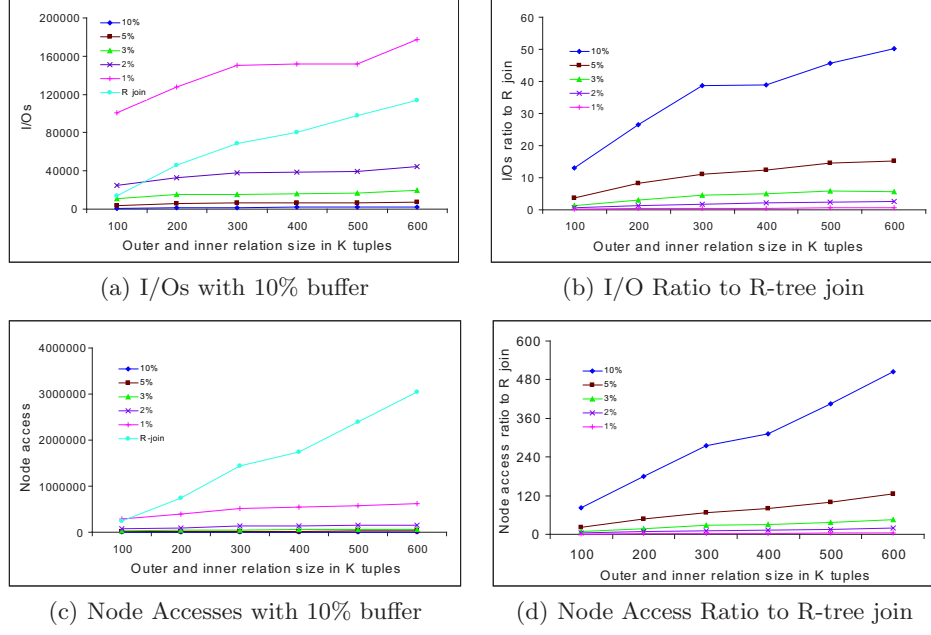 200000
160000
120000
80000
40000
0
I/Os
10%
5%
3%
2%
1%
R join
100 200 300 400 500 600
Outer and inner relation size in K tuples
(a) I/Os with 10% buffer
60
50
40
30
20
10
0
I/Os ratio to R join
10%
5%
3%
2%
1%
100 200 300 400 500 600
Outer and inner relation size in K tuples
(b) I/O Ratio to R-tree join
4000000
3000000
2000000
1000000
0
Node access
10%
5%
3%
2%
1%
R-join
100 200 300 400 500 600
Outer and inner relation size in K tuples
(c) Node Accesses with 10% buffer
600
480
360
240
120
0
Node access ratio to R join
10%
5%
3%
2%
1%
100 200 300 400 500 600
Outer and inner relation size in K tuples
(d) Node Access Ratio to R-tree join